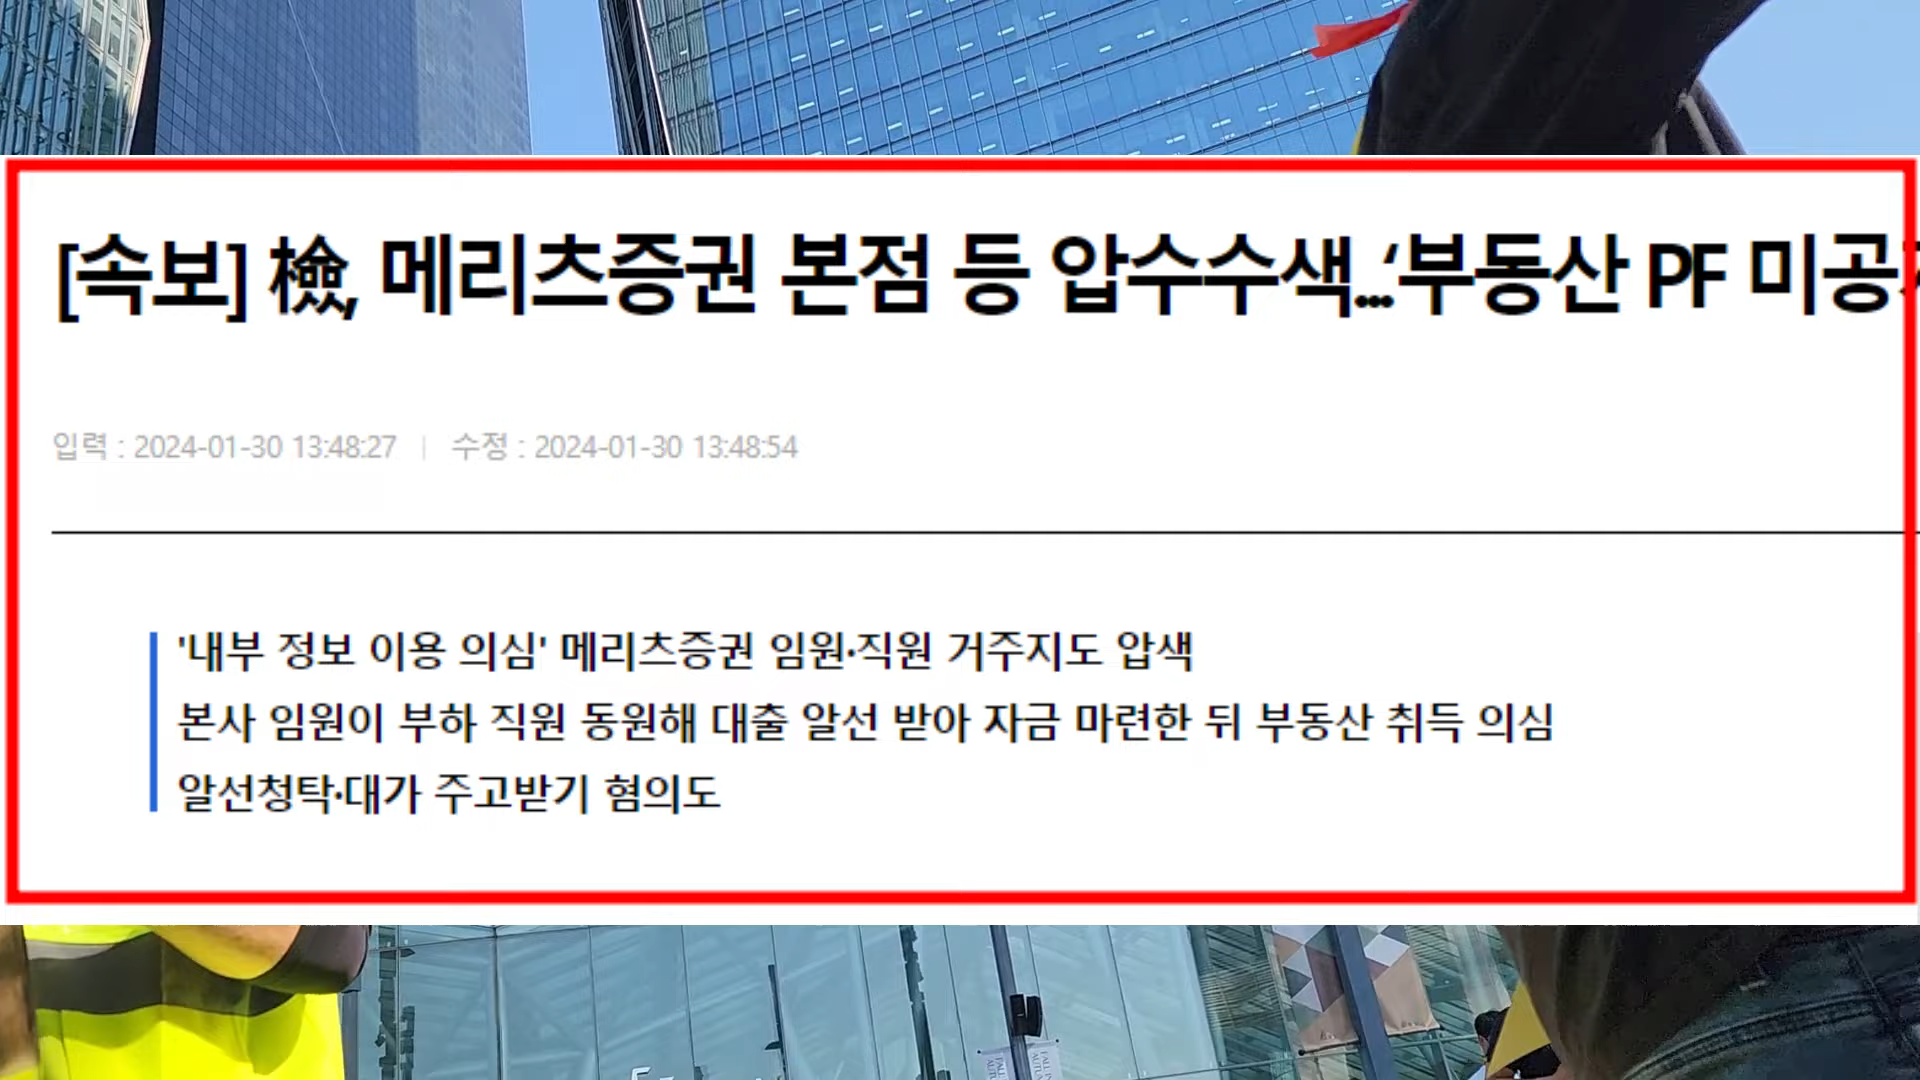 [속보] 檢, 메리츠증권 본점 등 압수수색...‘부동산 PF 미공
입력 : 2024-01-30 13:48:27 | 수정 : 2024-01-30 13:48:54
'내부 정보 이용 의심' 메리츠증권 임원·직원 거주지도 압색
본사 임원이 부하 직원 동원해 대출 알선 받아 자금 마련한 뒤 부동산 취득 의심
알선청탁·대가 주고받기 혐의도